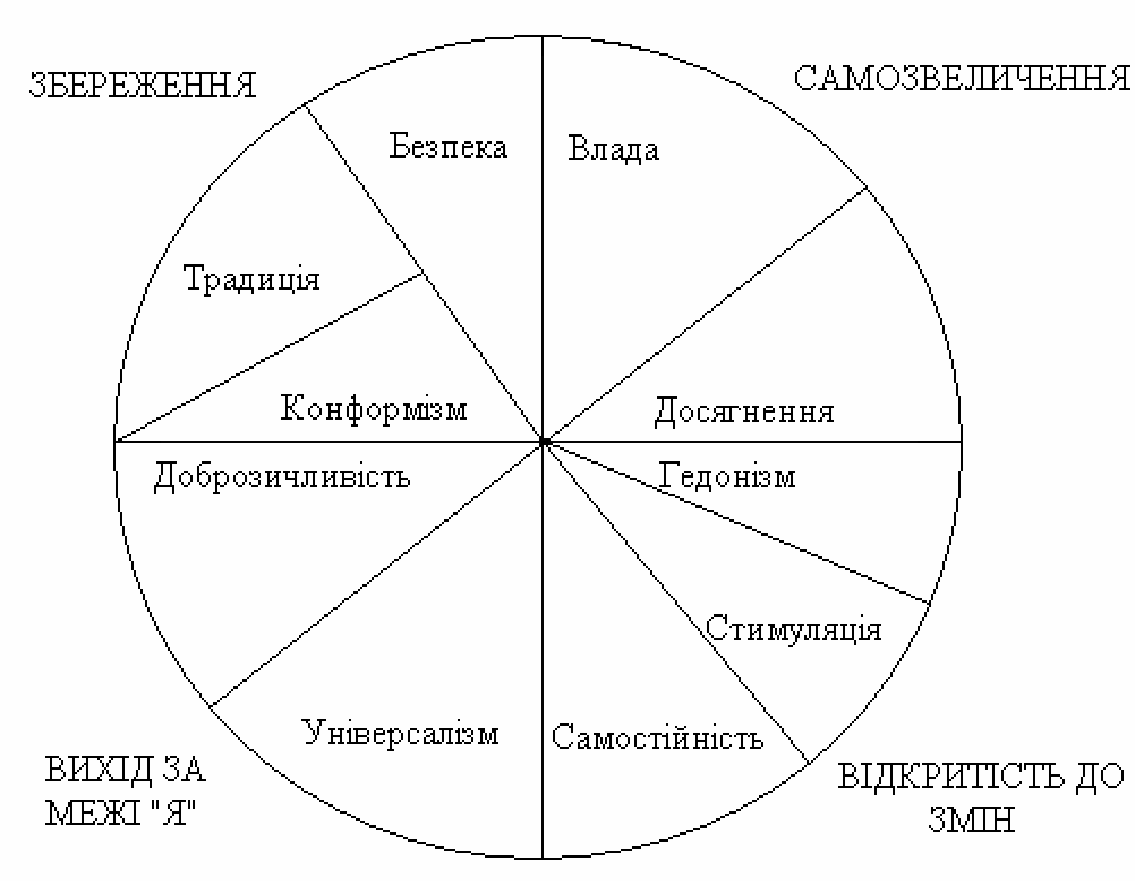 ЗБЕРЕЖЕННЯ
САМОЗВЕЛИЧЕННЯ
Безпека
Влада
Традиція
Конформізм
Досягнення
Доброзичливість
Гедонізм
Стимуляція
Універсалізм
Самостійність
ВИХІД ЗА
МЕЖІ "Я"
ВІДКРИТІСТЬ ДО
ЗМІН